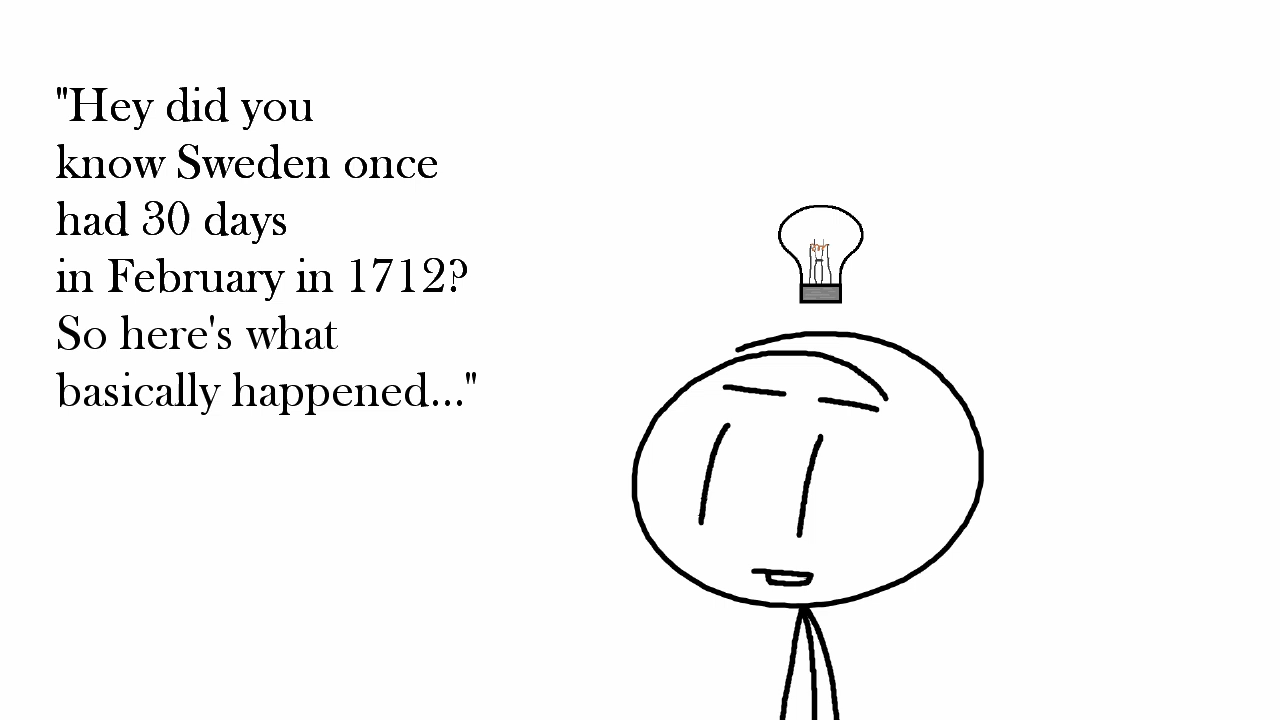 "Hey did you
know Sweden once
had 30 days
in February in 1712?
So here's what
basically happened..."